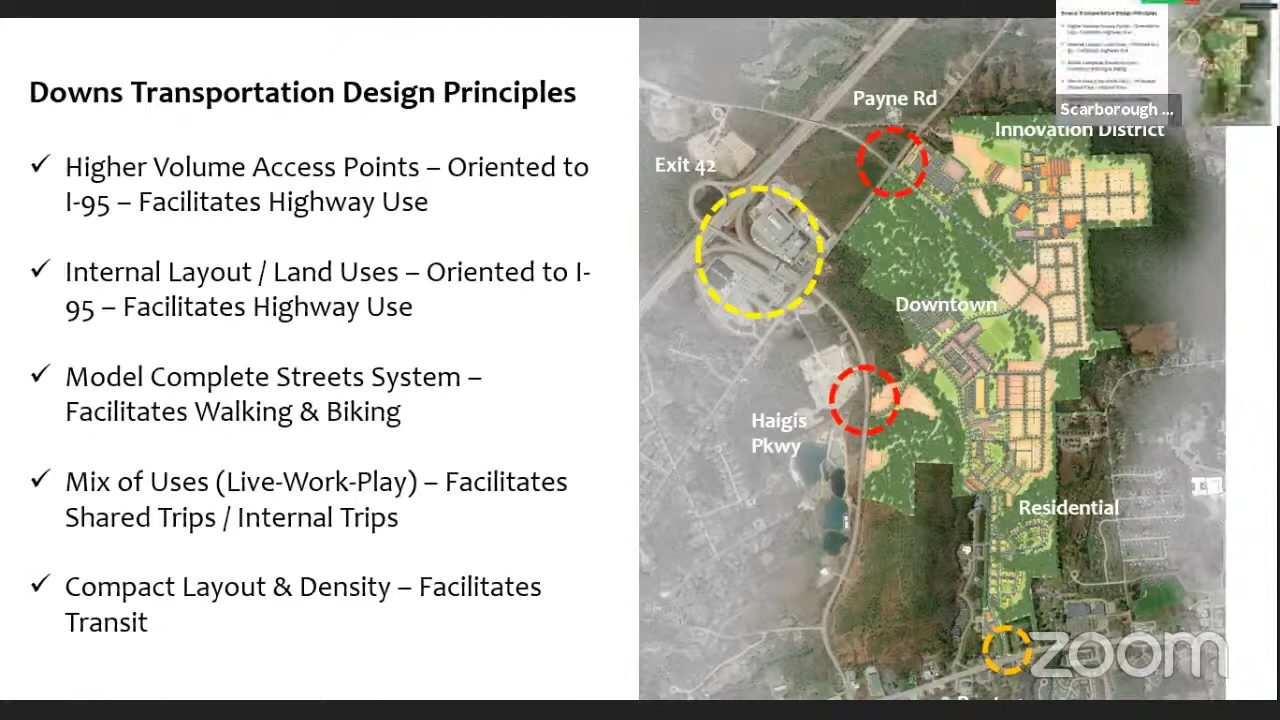 Downs Transportation Design Principles
✓ Higher Volume Access Points – Oriented to
I-95 – Facilitates Highway Use
✓ Internal Layout / Land Uses – Oriented to I-
95 – Facilitates Highway Use
✓ Model Complete Streets System –
Facilitates Walking & Biking
✓ Mix of Uses (Live-Work-Play) – Facilitates
Shared Trips / Internal Trips
✓ Compact Layout & Density – Facilitates
Transit
Scarborough ...
Payne Rd
Innovation District
Exit 42
Downtown
Haigis
Pkwy
Residential
zoom